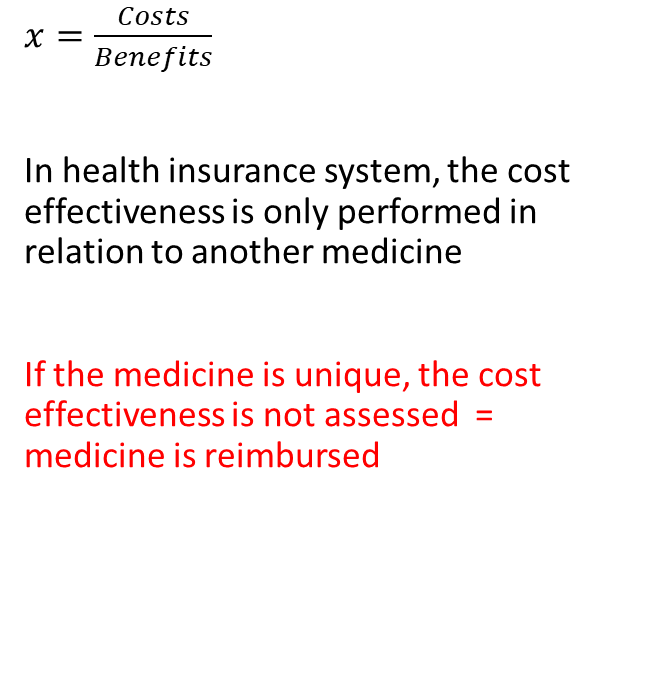 x = Costs
Benefits
In health insurance system, the cost
effectiveness is only performed in
relation to another medicine
If the medicine is unique, the cost
effectiveness is not assessed =
medicine is reimbursed